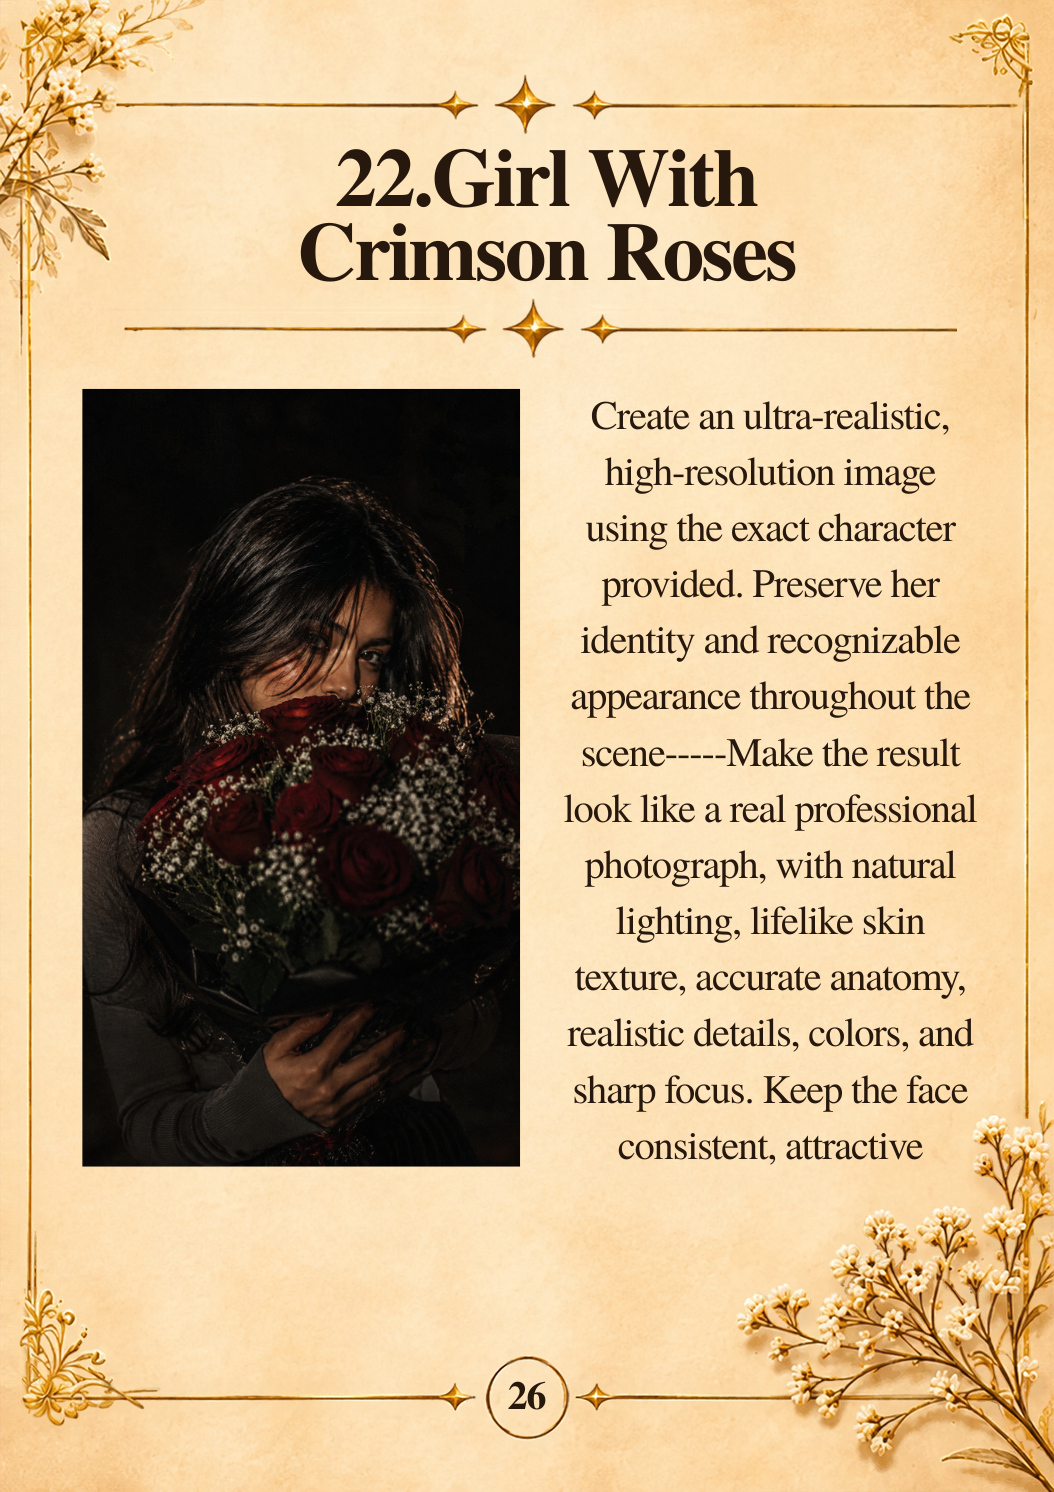 22.Girl With
Crimson Roses
Create an ultra-realistic,
high-resolution image
using the exact character
provided. Preserve her
identity and recognizable
appearance throughout the
scene-----Make the result
look like a real professional
photograph, with natural
lighting, lifelike skin
texture, accurate anatomy,
realistic details, colors, and
sharp focus. Keep the face
consistent, attractive
26